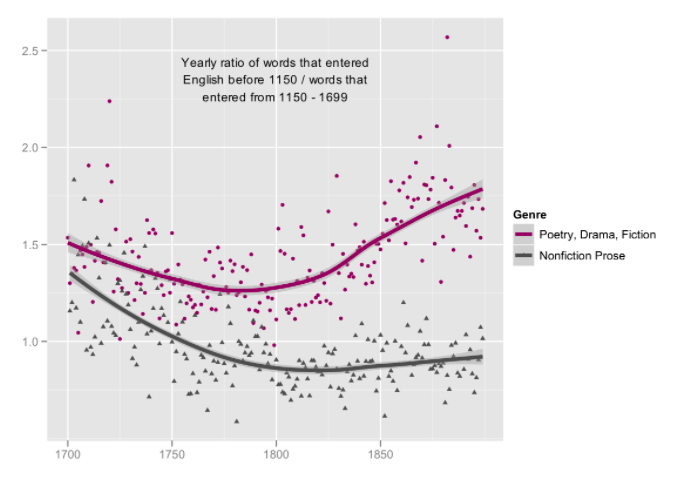 Yearly ratio of words that entered
English before 1150 / words that
entered from 1150 - 1699
2.5
2.0
1.5
1.0
1700
1750
1800
1850
Genre
Poetry, Drama, Fiction
Nonfiction Prose